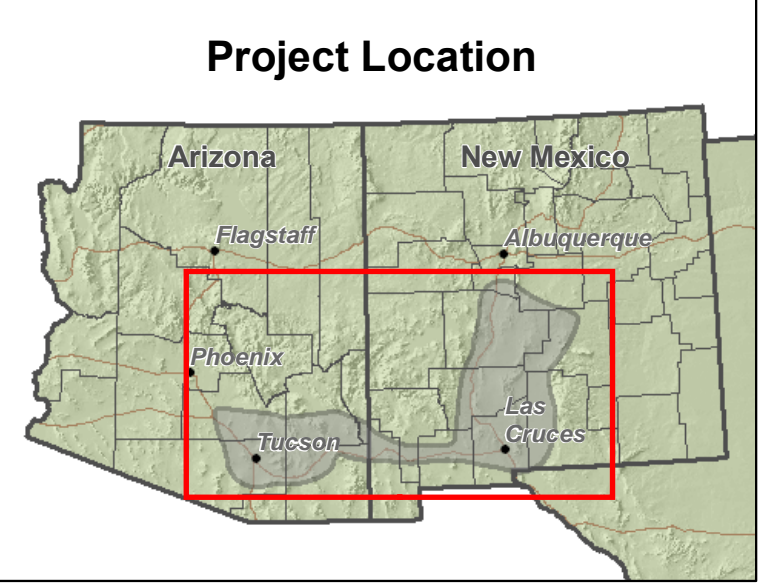 Project Location
Arizona
New Mexico
Flagstaff
Albuquerque
Phoenix
Las
Cruces
Tucson